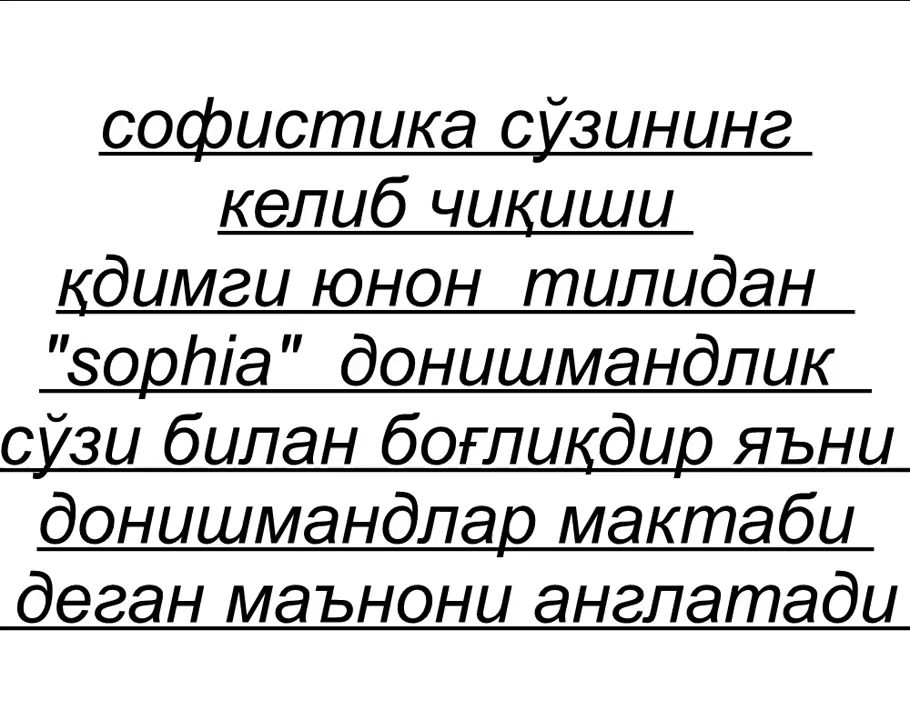 софистика сўзининг
келиб чиқиши
қдимги юнон тилидан
"sophia" донишмандлик
сўзи билан боғлиқдир яъни
донишмандлар мактаби
деган маънони англатади